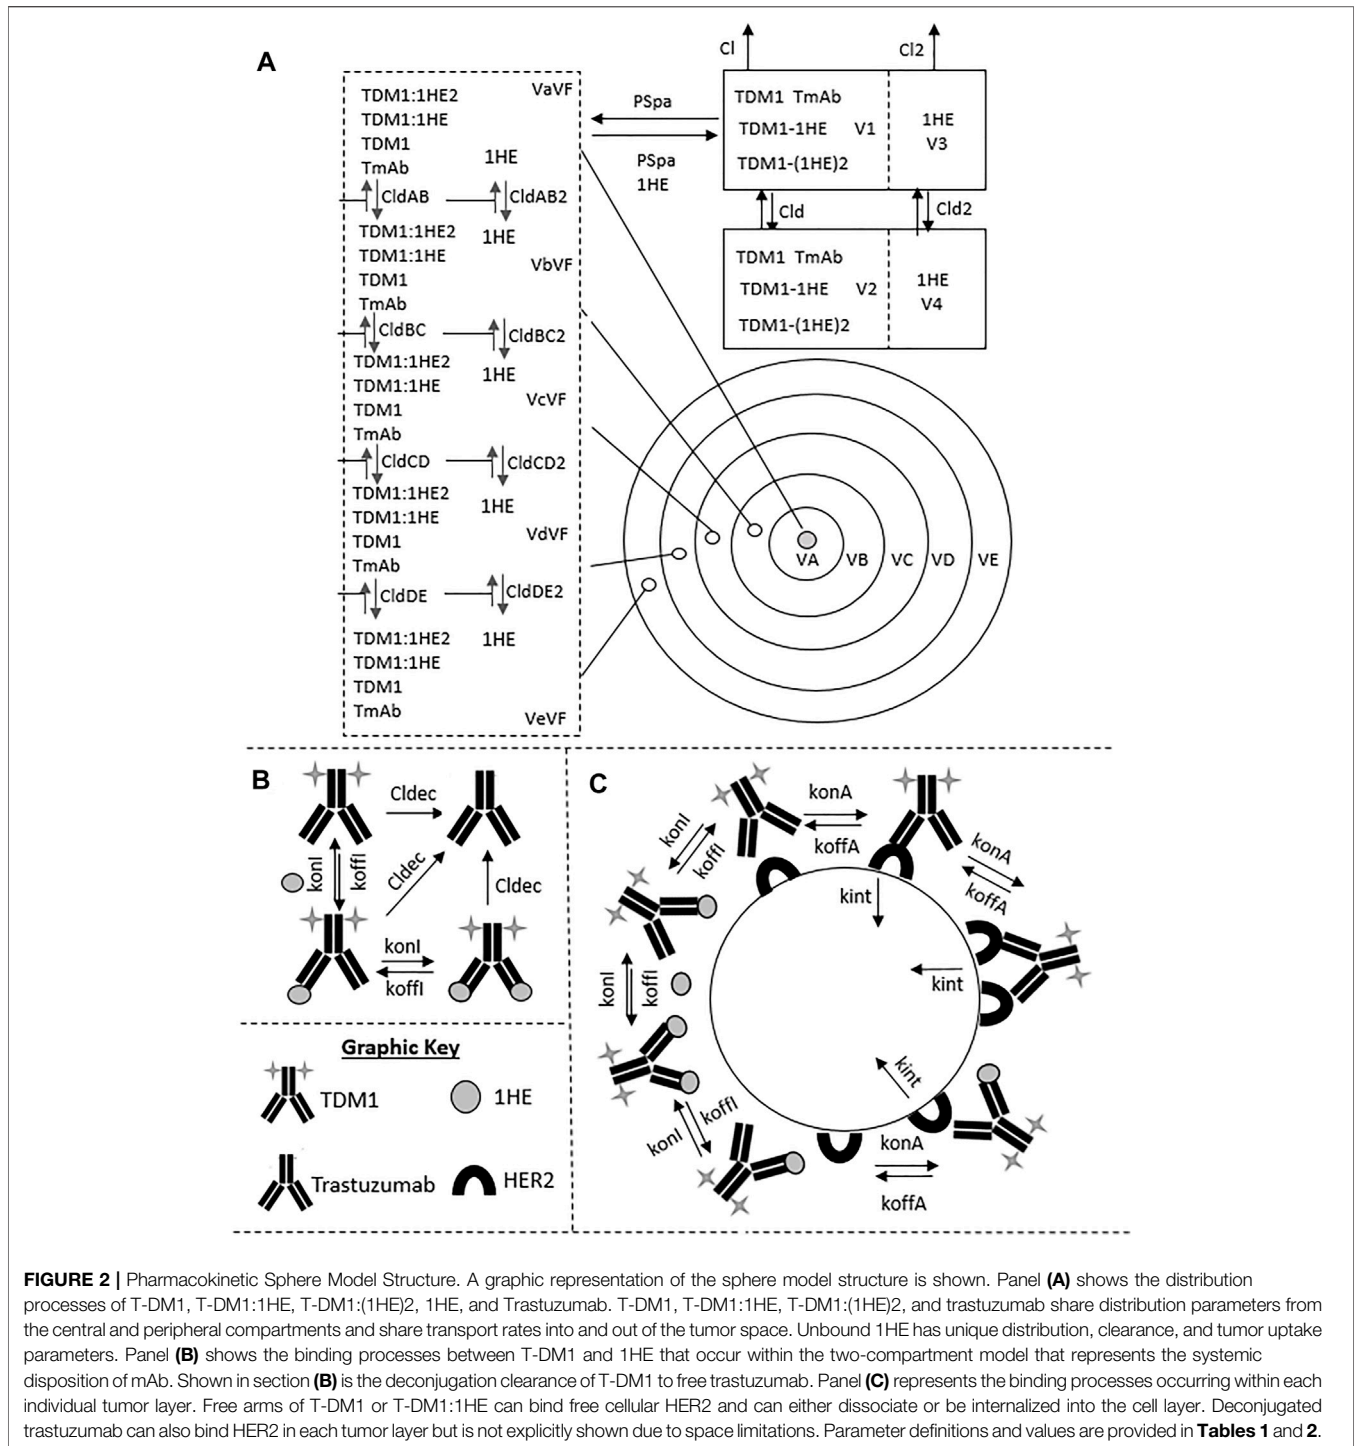 A
TDM1:1HE2
VaVF
TDM1:1HE
TDM1
1HE
TmAb
CldAB
CldAB2
TDM1:1HE2
1HE
TDM1:1HE
VbVF
TDM1
TmAb
CldBC
CldBC2
TDM1:1HE2
1HE
TDM1:1HE
VcVF
TDM1
TmAb
CldCD
CldCD2
TDM1:1HE2
1HE
TDM1:1HE
VdVF
TDM1
TmAb
CldDE
CldDE2
TDM1:1HE2
1HE
TDM1:1HE
TDM1
TmAb
VeVF
PSpa
PSpa
1HE
Cl
Cl2
TDM1 TmAb
TDM1-1HE V1
TDM1-(1HE)2
1HE
V3
Cld
Cld2
TDM1 TmAb
TDM1-1HE V2
TDM1-(1HE)2
1HE
V4
VA VB VC VD VE
B
Cldec
konI
koffI
Cldec
Cldec
konI
koffI
Graphic Key
TDM1
1HE
Trastuzumab
HER2
C
konA
koffA
konI
koffI
konA
koffA
kint
kint
kint
konI
koffI
konI
koffI
konA
koffA
FIGURE 2 | Pharmacokinetic Sphere Model Structure. A graphic representation of the sphere model structure is shown. Panel (A) shows the distribution
processes of T-DM1, T-DM1:1HE, T-DM1:(1HE)2, 1HE, and Trastuzumab. T-DM1, T-DM1:1HE, T-DM1:(1HE)2, and trastuzumab share distribution parameters from
the central and peripheral compartments and share transport rates into and out of the tumor space. Unbound 1HE has unique distribution, clearance, and tumor uptake
parameters. Panel (B) shows the binding processes between T-DM1 and 1HE that occur within the two-compartment model that represents the systemic
disposition of mAb. Shown in section (B) is the deconjugation clearance of T-DM1 to free trastuzumab. Panel (C) represents the binding processes occurring within each
individual tumor layer. Free arms of T-DM1 or T-DM1:1HE can bind free cellular HER2 and can either dissociate or be internalized into the cell layer. Deconjugated
trastuzumab can also bind HER2 in each tumor layer but is not explicitly shown due to space limitations. Parameter definitions and values are provided in Tables 1 and 2.